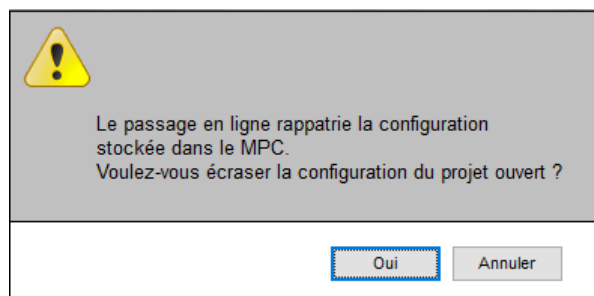 Le passage en ligne rappatrie la configuration
stockée dans le MPC.
Voulez-vous écraser la configuration du projet ouvert ?
Oui
Annuler